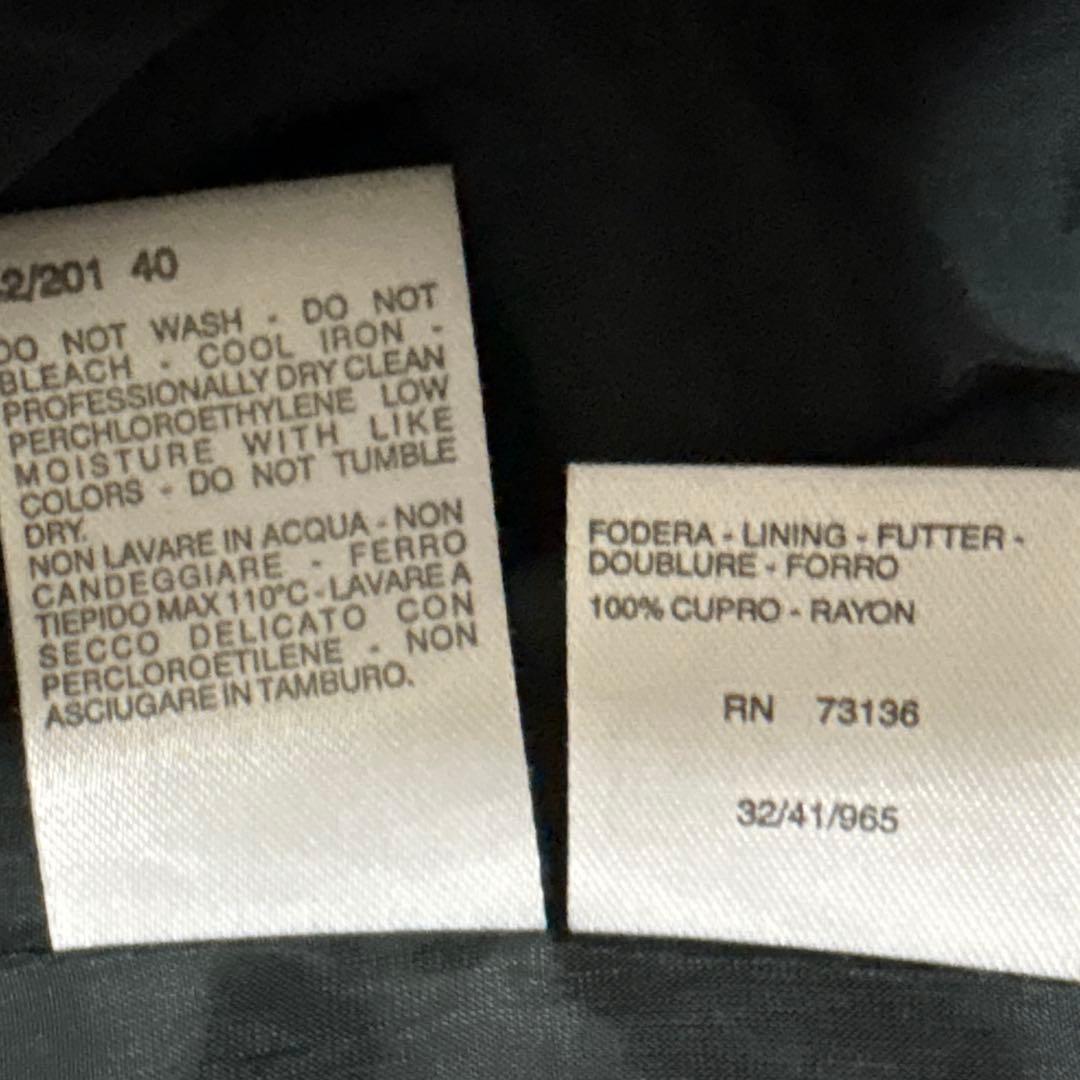 2/201 40
DO NOT WASH - DO NOT
BLEACH - COOL IRON -
PROFESSIONALLY DRY CLEAN
PERCHLOROETHYLENE LOW
MOISTURE WITH LIKE
COLORS - DO NOT TUMBLE
DRY.
NON LAVARE IN ACQUA - NON
CANDEGGIARE - FERRO
TIEPIDO MAX 110°C - LAVARE A
SECCO DELICATO CON
PERCLOROETILENE - NON
ASCIUGARE IN TAMBURO.
FODERA - LINING - FUTTER -
DOUBLURE - FORRO
100% CUPRO - RAYON
RN 73136
32/41/965